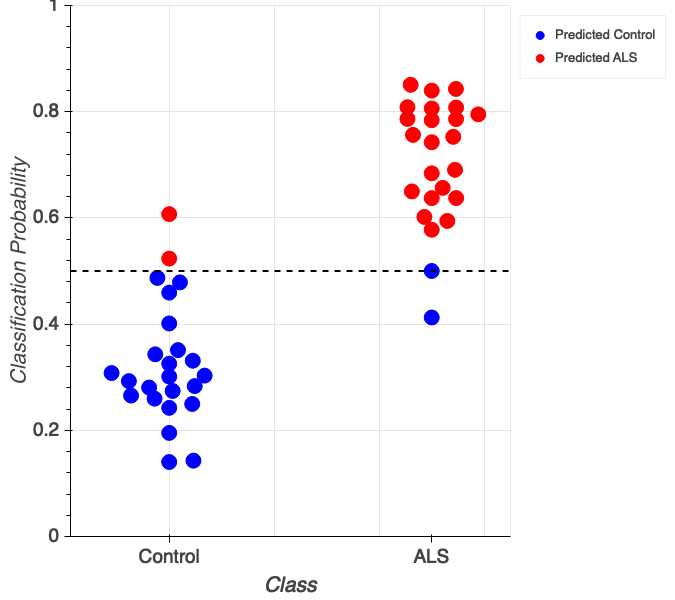 1
0.8
0.6
0.4
0.2
0
Classification Probability
Control
ALS
Class
Predicted Control
Predicted ALS